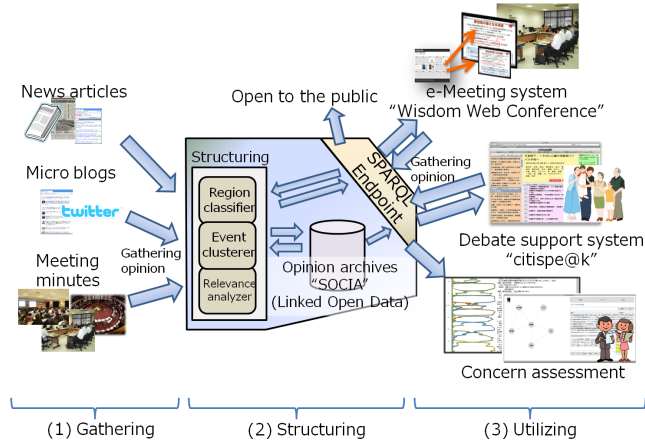 News articles
Micro blogs
twitter
Gathering
opinion
Meeting
minutes
Open to the public
Structuring
Region
classifier
Event
clusterer
Relevance
analyzer
Opinion archives
“SOCIA”
(Linked Open Data)
SPARQL
Endpoint
e-Meeting system
“Wisdom Web Conference”
Gathering
opinion
Debate support system
“citispe@k”
Concern assessment
(1) Gathering
(2) Structuring
(3) Utilizing